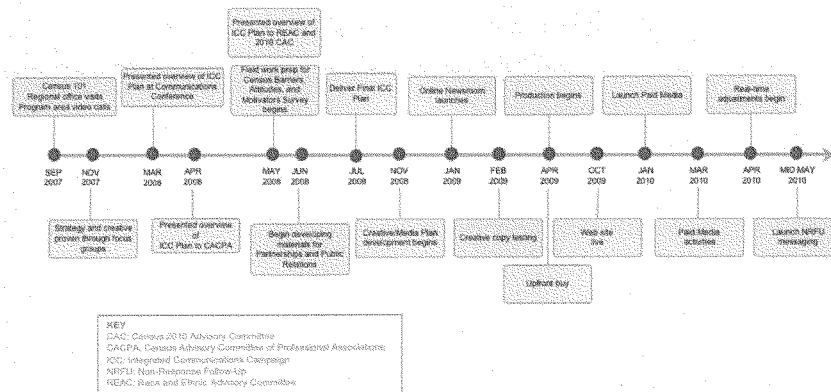 Presented overview of
ICC Plan to REAC and
2010 CAC
Census 101
Regional office visits
Program area video calls
Presented overview of ICC
Plan at Communications
Conference
Field work prep for
Census Barriers,
Attitudes, and
Motivators Survey
begins
Deliver Final ICC
Plan
Online Newsroom
launches
Production begins
Launch Paid Media
Real-time
adjustments begin
SEP
2007
NOV
2007
MAR
2008
APR
2008
MAY
2008
JUN
2008
JUL
2008
NOV
2008
JAN
2009
FEB
2009
APR
2009
OCT
2009
JAN
2010
MAR
2010
APR
2010
MID MAY
2010
Strategy and creative
proven through focus
groups
Presented overview
of
ICC Plan to CACPA
Begin developing
materials for
Partnerships and Public
Relations
Creative/Media Plan
development begins
Creative copy testing
Upfront buy
Web site
live
Paid Media
activities
Launch NRFU
messaging
KEY
CAC: Census 2010 Advisory Committee
CACPA: Census Advisory Committee of Professional Associations
ICC: Integrated Communications Campaign
NRFU: Non-Response Follow-Up
REAC: Race and Ethnic Advisory Committee